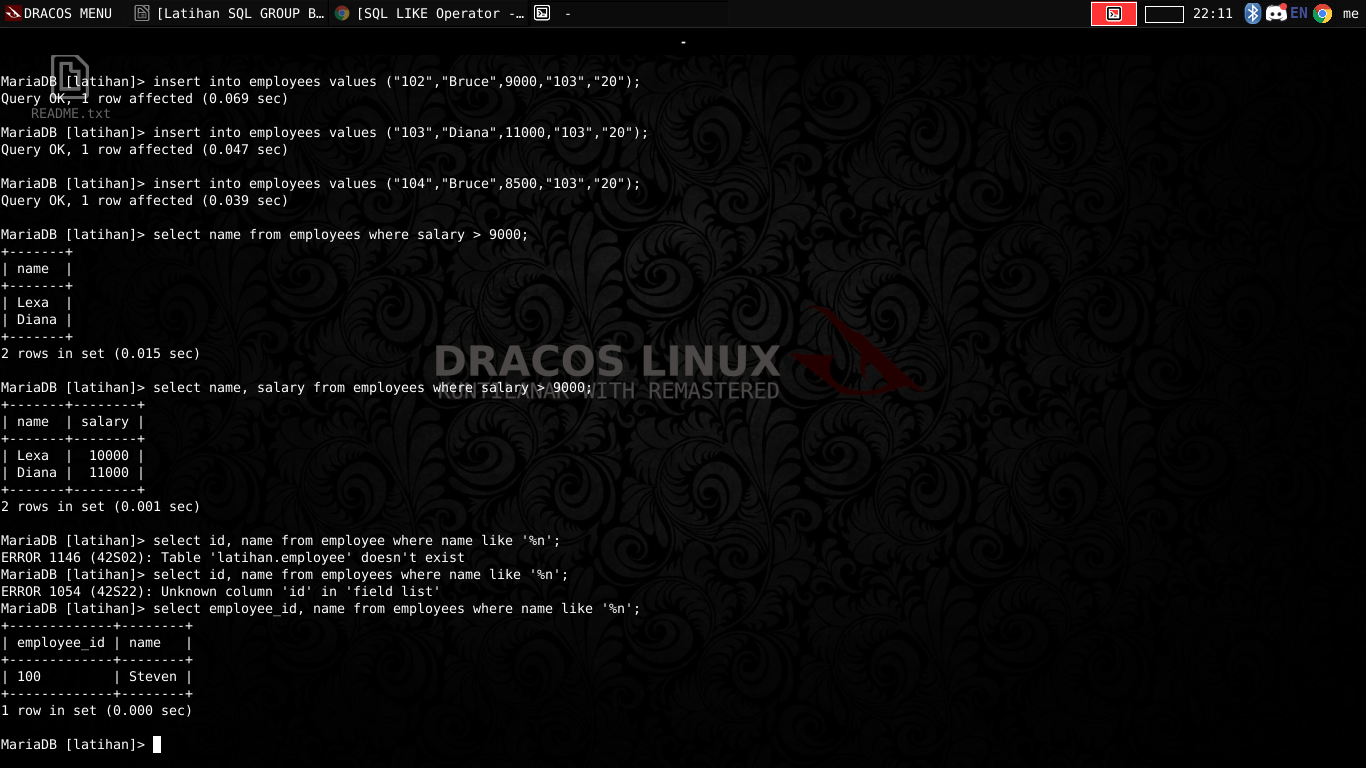 DRACOS MENU [Latihan SQL GROUP B... [SQL LIKE Operator -... - 22:11 EN me
-
MariaDB [latihan]> insert into employees values ("102","Bruce",9000,"103","20");
Query OK, 1 row affected (0.069 sec)
README.txt
MariaDB [latihan]> insert into employees values ("103","Diana",11000,"103","20");
Query OK, 1 row affected (0.047 sec)
MariaDB [latihan]> insert into employees values ("104","Bruce",8500,"103","20");
Query OK, 1 row affected (0.039 sec)
MariaDB [latihan]> select name from employees where salary > 9000;
+-------+
| name  |
+-------+
| Lexa  |
| Diana |
+-------+
2 rows in set (0.015 sec)
DRACOS LINUX
MariaDB [latihan]> select name, salary from employees where salary > 9000;
KUNTILANAK WITH REMASTERED
+-------+--------+
| name  | salary |
+-------+--------+
| Lexa  |  10000 |
| Diana |  11000 |
+-------+--------+
2 rows in set (0.001 sec)
MariaDB [latihan]> select id, name from employee where name like '%n';
ERROR 1146 (42S02): Table 'latihan.employee' doesn't exist
MariaDB [latihan]> select id, name from employees where name like '%n';
ERROR 1054 (42S22): Unknown column 'id' in 'field list'
MariaDB [latihan]> select employee_id, name from employees where name like '%n';
+-------------+--------+
| employee_id | name   |
+-------------+--------+
| 100         | Steven |
+-------------+--------+
1 row in set (0.000 sec)
MariaDB [latihan]>